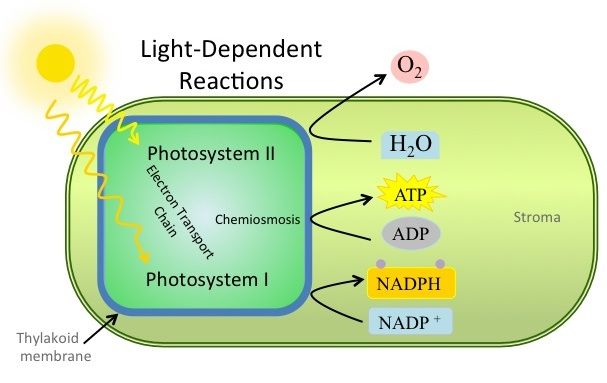 Light-Dependent
Reactions
O₂
H₂O
Photosystem II
Electron Transport
Chain
Chemiosmosis
ATP
ADP
Stroma
Photosystem I
NADPH
NADP⁺
Thylakoid
membrane